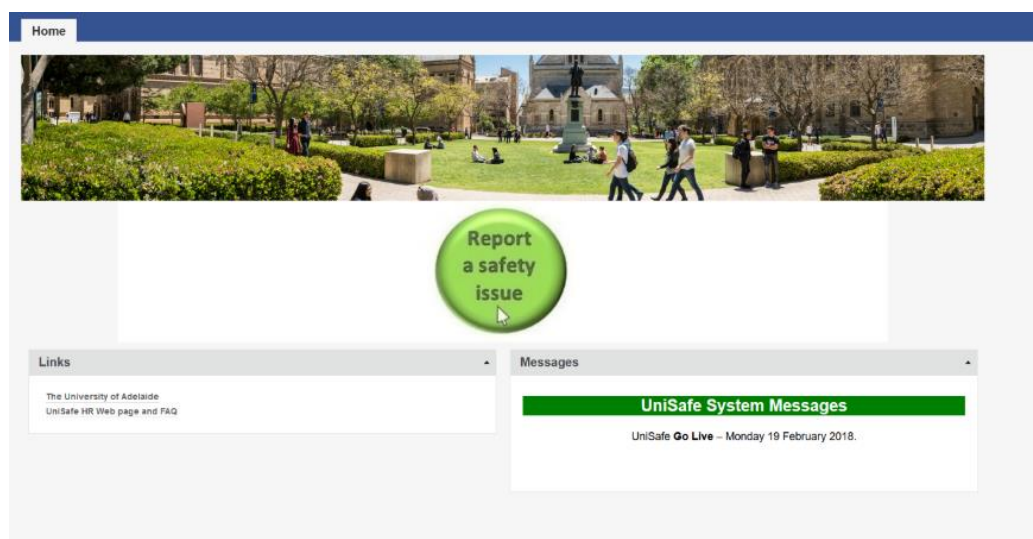 Home
Report
a safety
issue
Links
The University of Adelaide
UniSafe HR Web page and FAQ
Messages
UniSafe System Messages
UniSafe Go Live – Monday 19 February 2018.